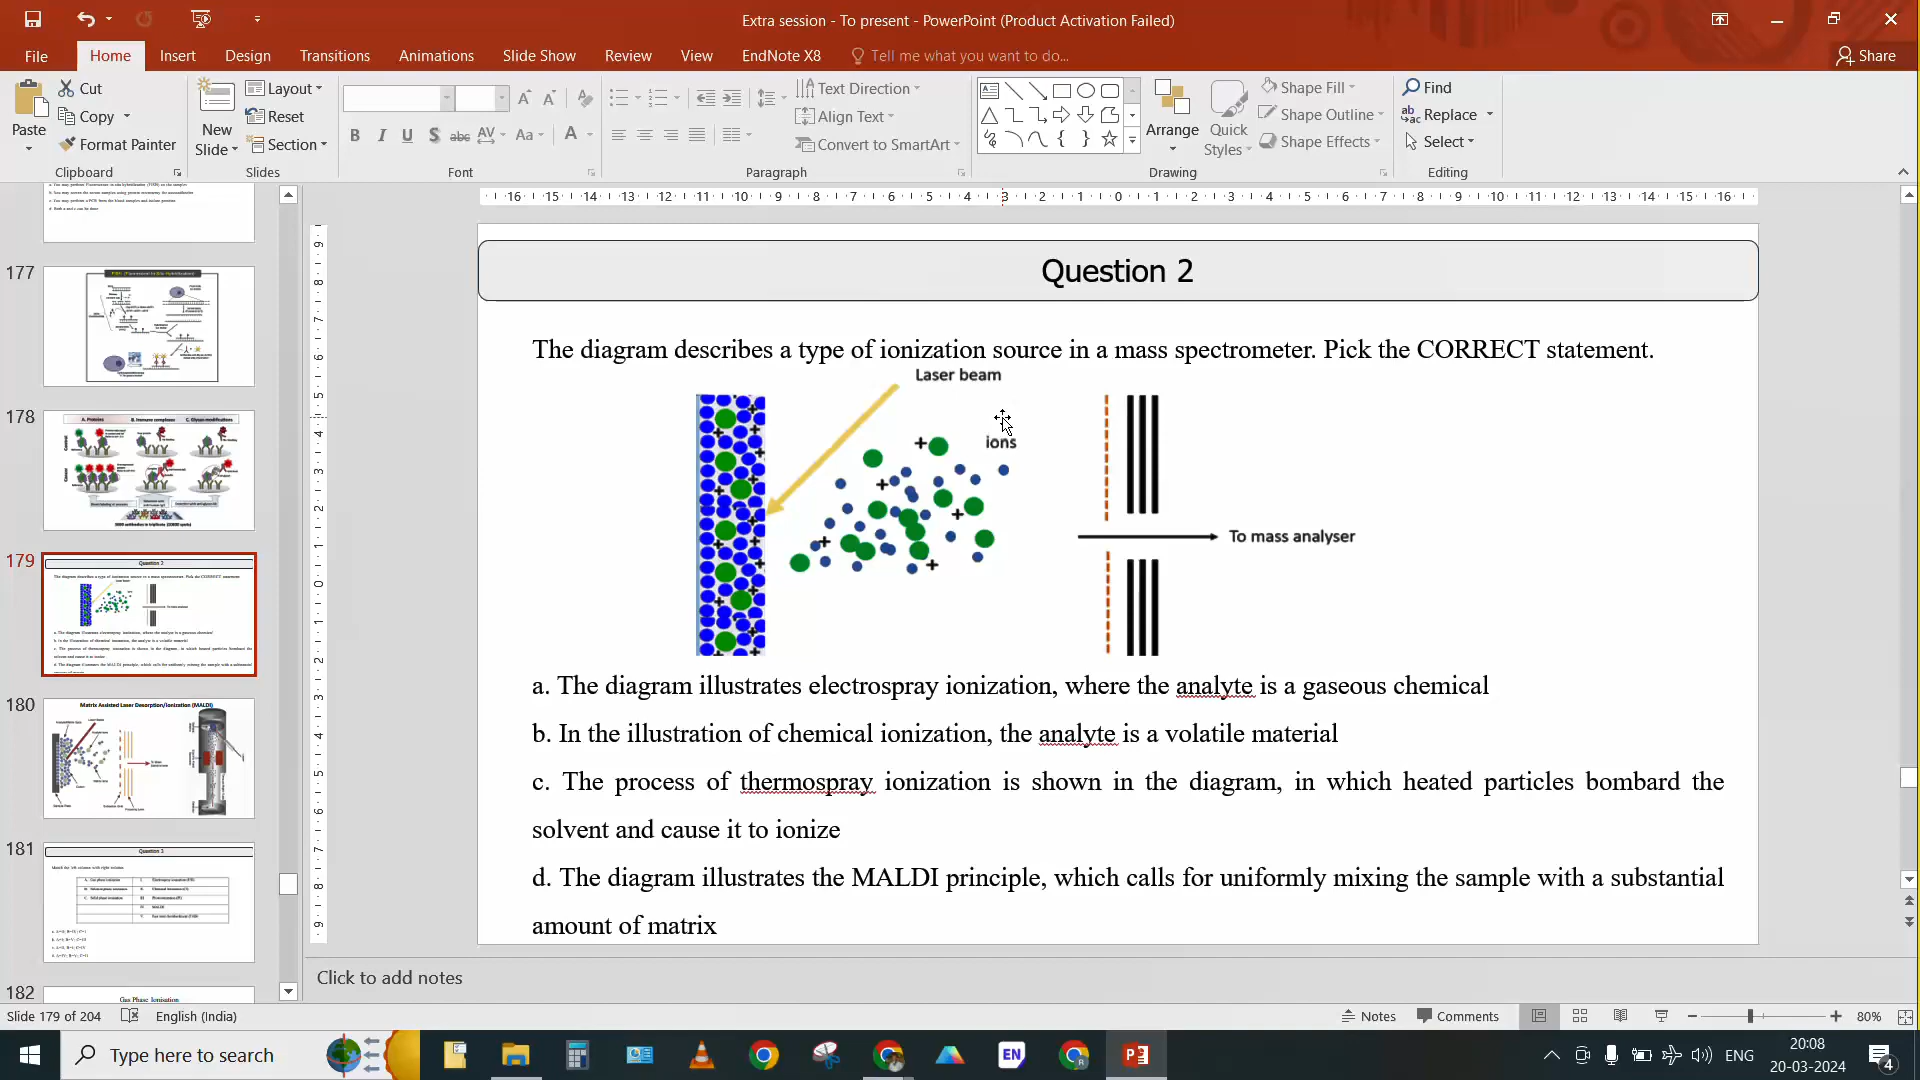 Extra session - To present - PowerPoint (Product Activation Failed)
File Home Insert Design Transitions Animations Slide Show Review View EndNote X8 Tell me what you want to do... Share
Paste
Cut
Copy
Format Painter
Clipboard
New Slide
Layout
Reset
Section
Slides
Font
Text Direction
Align Text
Convert to SmartArt
Paragraph
Arrange
Quick Styles
Shape Fill
Shape Outline
Shape Effects
Drawing
Find
Replace
Select
Editing
177
178
179
180
Matrix Assisted Laser Desorption/ionization (MALDI)
181
182
Gas Phase Ionisation
Question 2
The diagram describes a type of ionization source in a mass spectrometer. Pick the CORRECT statement.
Laser beam
ions
To mass analyser
a. The diagram illustrates electrospray ionization, where the analyte is a gaseous chemical
b. In the illustration of chemical ionization, the analyte is a volatile material
c. The process of thermospray ionization is shown in the diagram, in which heated particles bombard the
solvent and cause it to ionize
d. The diagram illustrates the MALDI principle, which calls for uniformly mixing the sample with a substantial
amount of matrix
Click to add notes
Slide 179 of 204 English (India) Notes Comments 80%
Type here to search
EN
ENG
20:08
20-03-2024
4